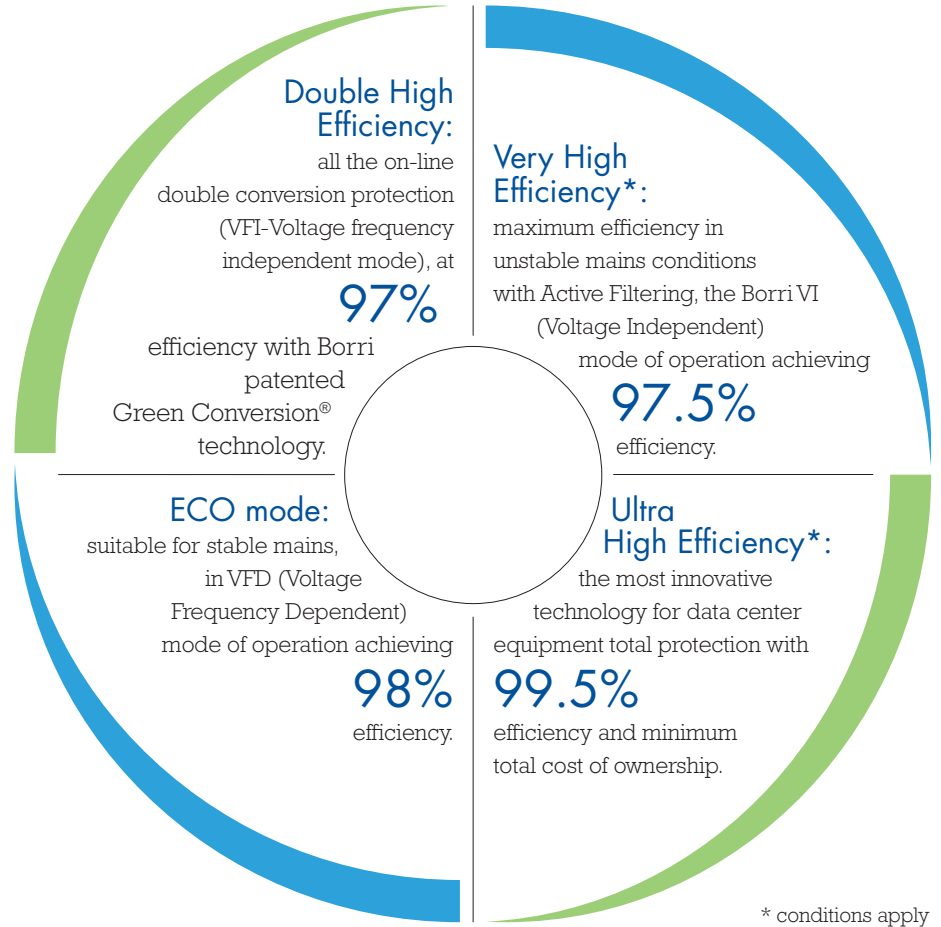 Double High
Efficiency:
all the on-line
double conversion protection
(VFI-Voltage frequency
independent mode), at
97%
efficiency with Borri
patented
Green Conversion®
technology.
Very High
Efficiency*:
maximum efficiency in
unstable mains conditions
with Active Filtering, the Borri VI
(Voltage Independent)
mode of operation achieving
97.5%
efficiency.
ECO mode:
suitable for stable mains,
in VFD (Voltage
Frequency Dependent)
mode of operation achieving
98%
efficiency.
Ultra
High Efficiency*:
the most innovative
technology for data center
equipment total protection with
99.5%
efficiency and minimum
total cost of ownership.
* conditions apply